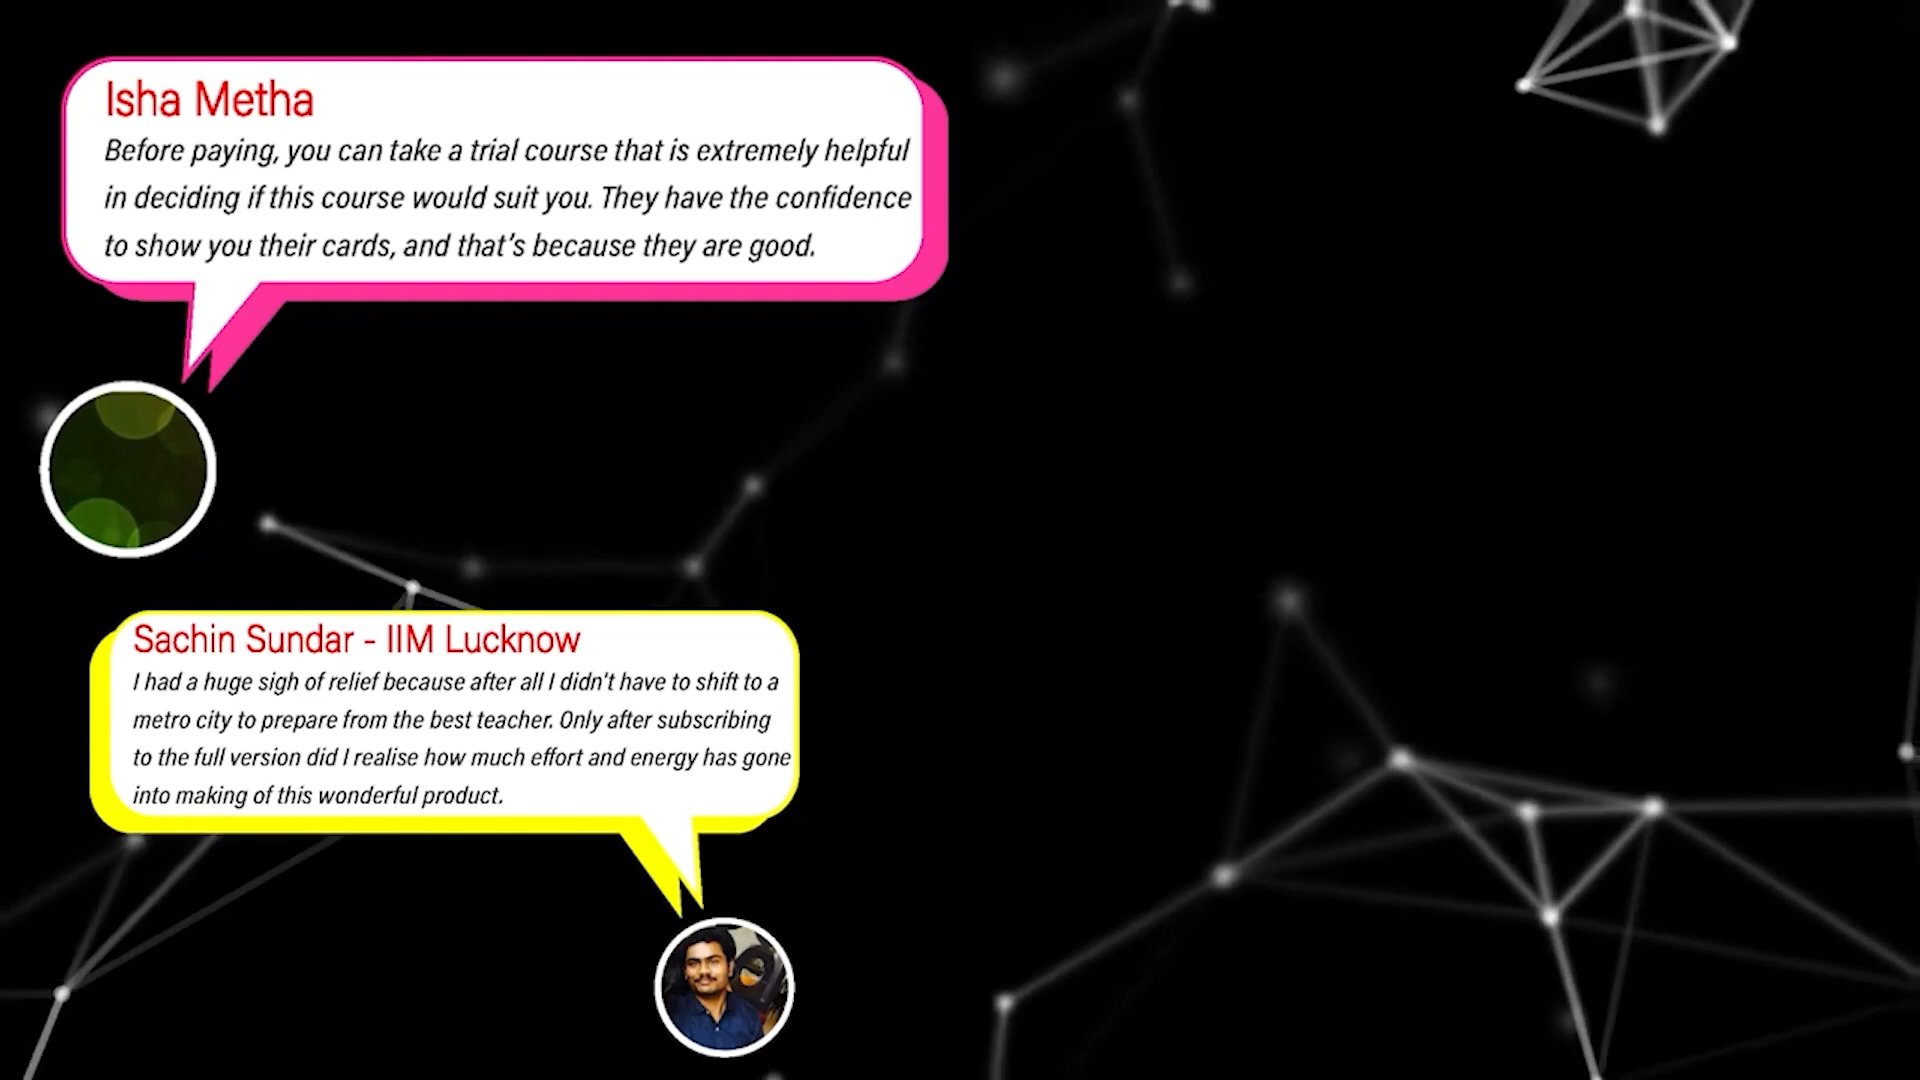 Isha Metha
Before paying, you can take a trial course that is extremely helpful
in deciding if this course would suit you. They have the confidence
to show you their cards, and that's because they are good.
Sachin Sundar - IIM Lucknow
I had a huge sigh of relief because after all I didn't have to shift to a
metro city to prepare from the best teacher. Only after subscribing
to the full version did I realise how much effort and energy has gone
into making of this wonderful product.